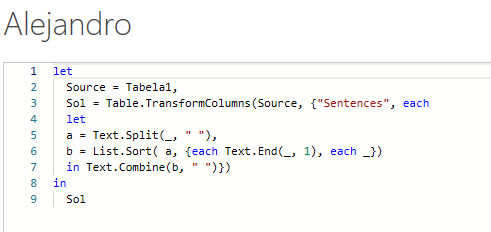 Alejandro
1 let
2 Source = Tabela1,
3 Sol = Table.TransformColumns(Source, {"Sentences", each
4 let
5 a = Text.Split(_, " "),
6 b = List.Sort( a, {each Text.End(_, 1), each _})
7 in Text.Combine(b, " ")})
8 in
9 Sol